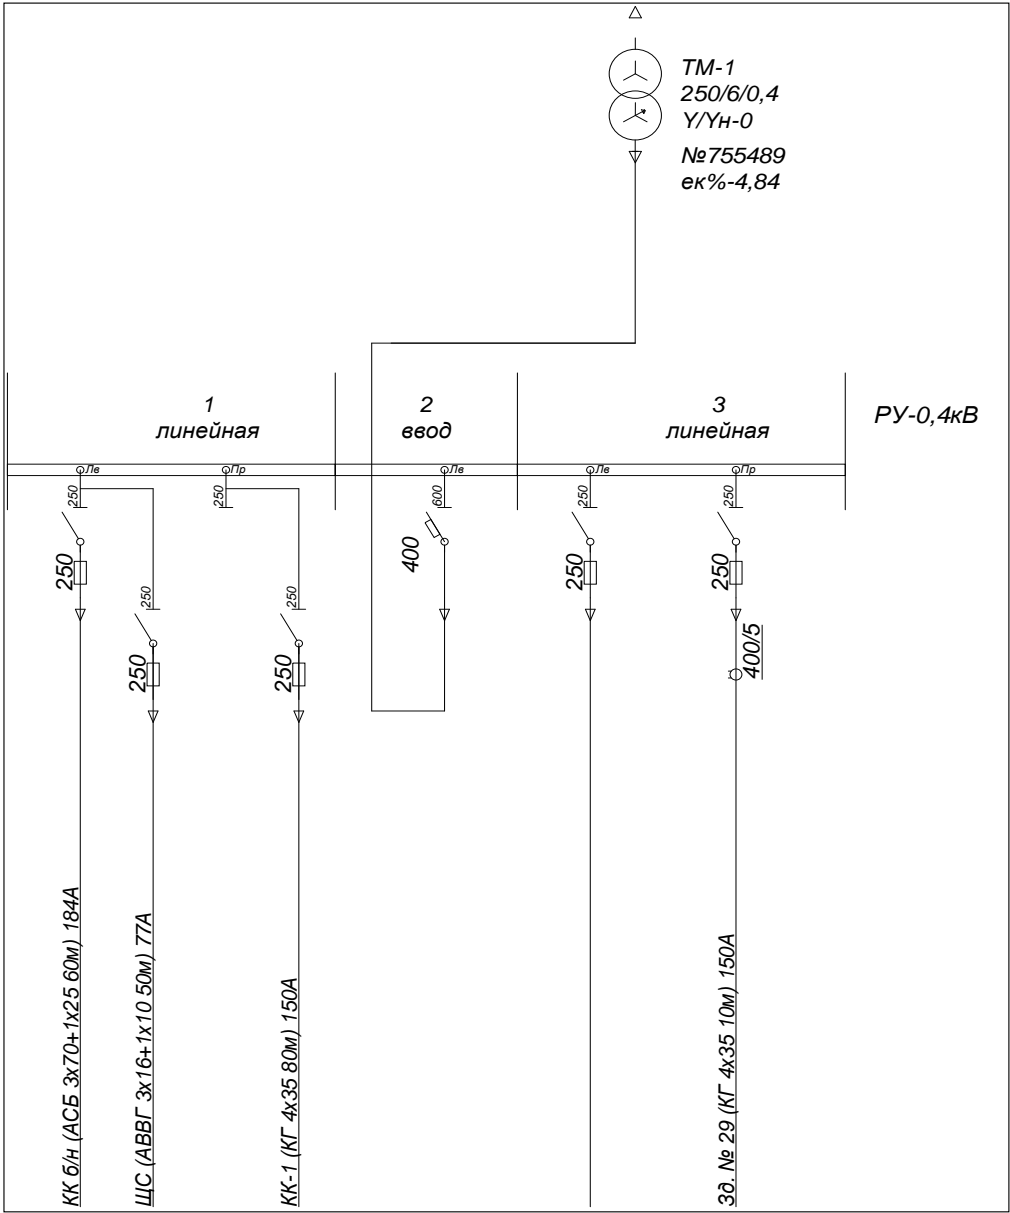 ТМ-1
250/6/0,4
Y/Yн-0
№755489
ек%-4,84
1
линейная
2
ввод
3
линейная
РУ-0,4кВ
Лв
Пр
Лв
Лв
Пр
250
250
600
250
250
250
400
250
250
250
250
250
250
400/5
КК б/н (АСБ 3х70+1х25 60м) 184А
ЩС (АВВГ 3х16+1х10 50м) 77А
КК-1 (КГ 4х35 80м) 150А
Зд. № 29 (КГ 4х35 10м) 150А